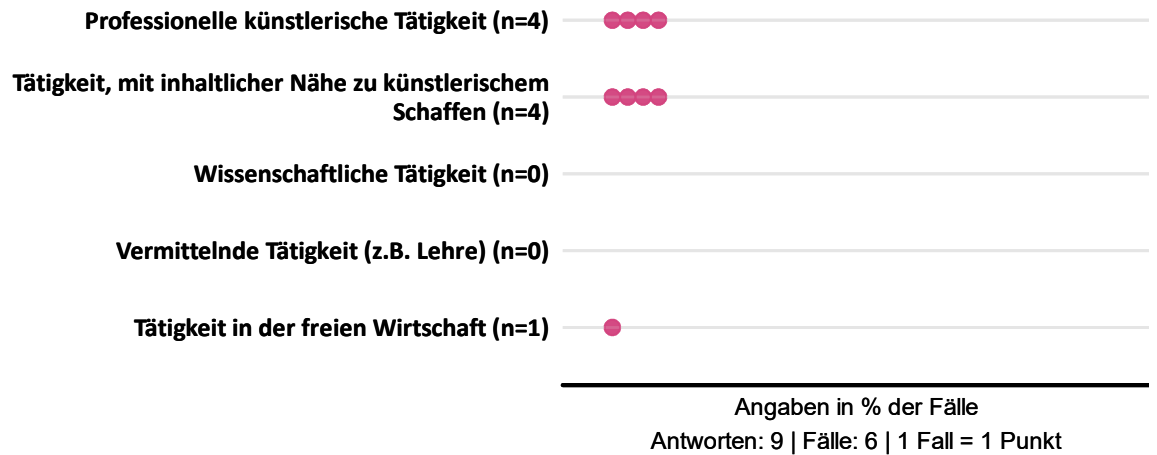 Professionelle künstlerische Tätigkeit (n=4)
Tätigkeit, mit inhaltlicher Nähe zu künstlerischem
Schaffen (n=4)
Wissenschaftliche Tätigkeit (n=0)
Vermittelnde Tätigkeit (z.B. Lehre) (n=0)
Tätigkeit in der freien Wirtschaft (n=1)
Angaben in % der Fälle
Antworten: 9 | Fälle: 6 | 1 Fall = 1 Punkt